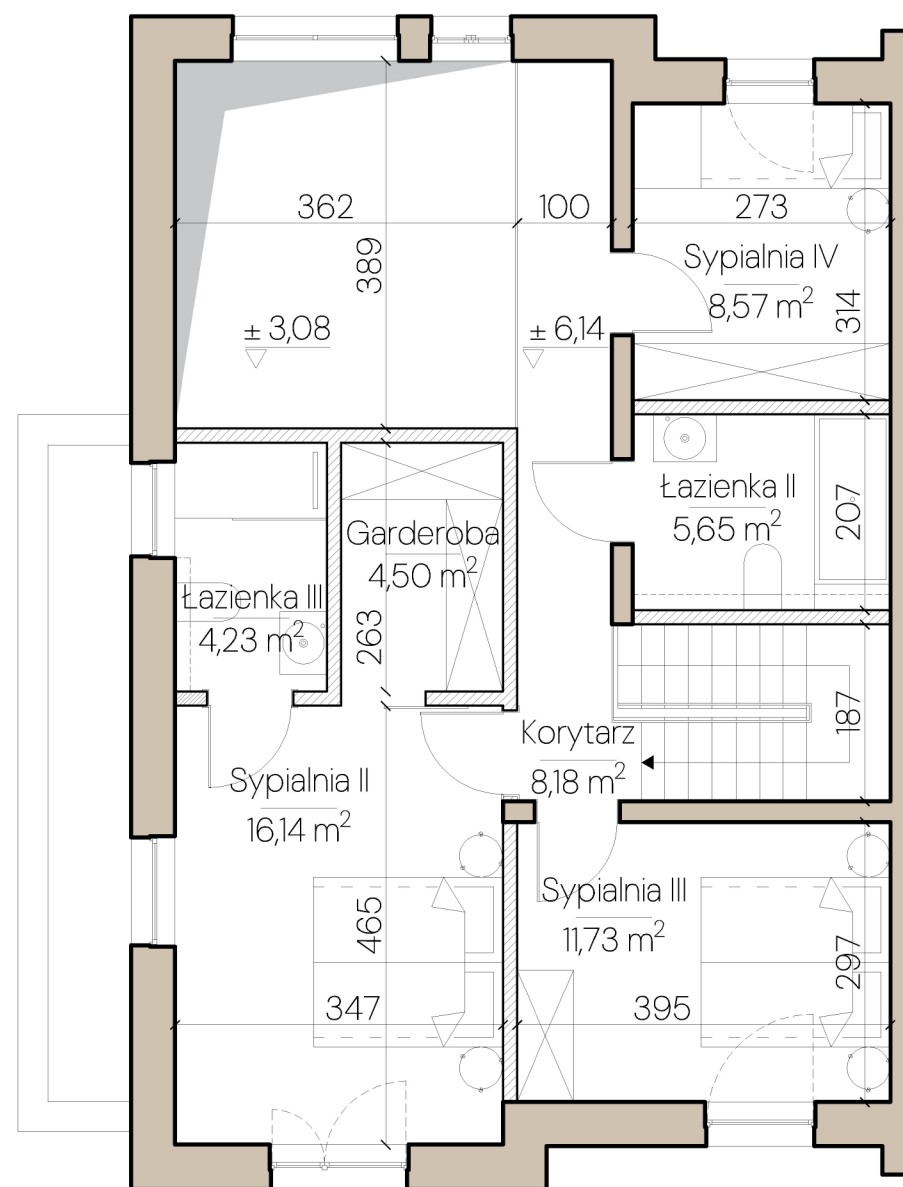 362
100
273
389
Sypialnia IV
8,57 m²
314
± 3,08
± 6,14
Łazienka II
5,65 m²
207
Garderoba
4,50 m²
Łazienka III
4,23 m²
263
187
Korytarz
8,18 m²
Sypialnia II
16,14 m²
Sypialnia III
11,73 m²
465
297
347
395